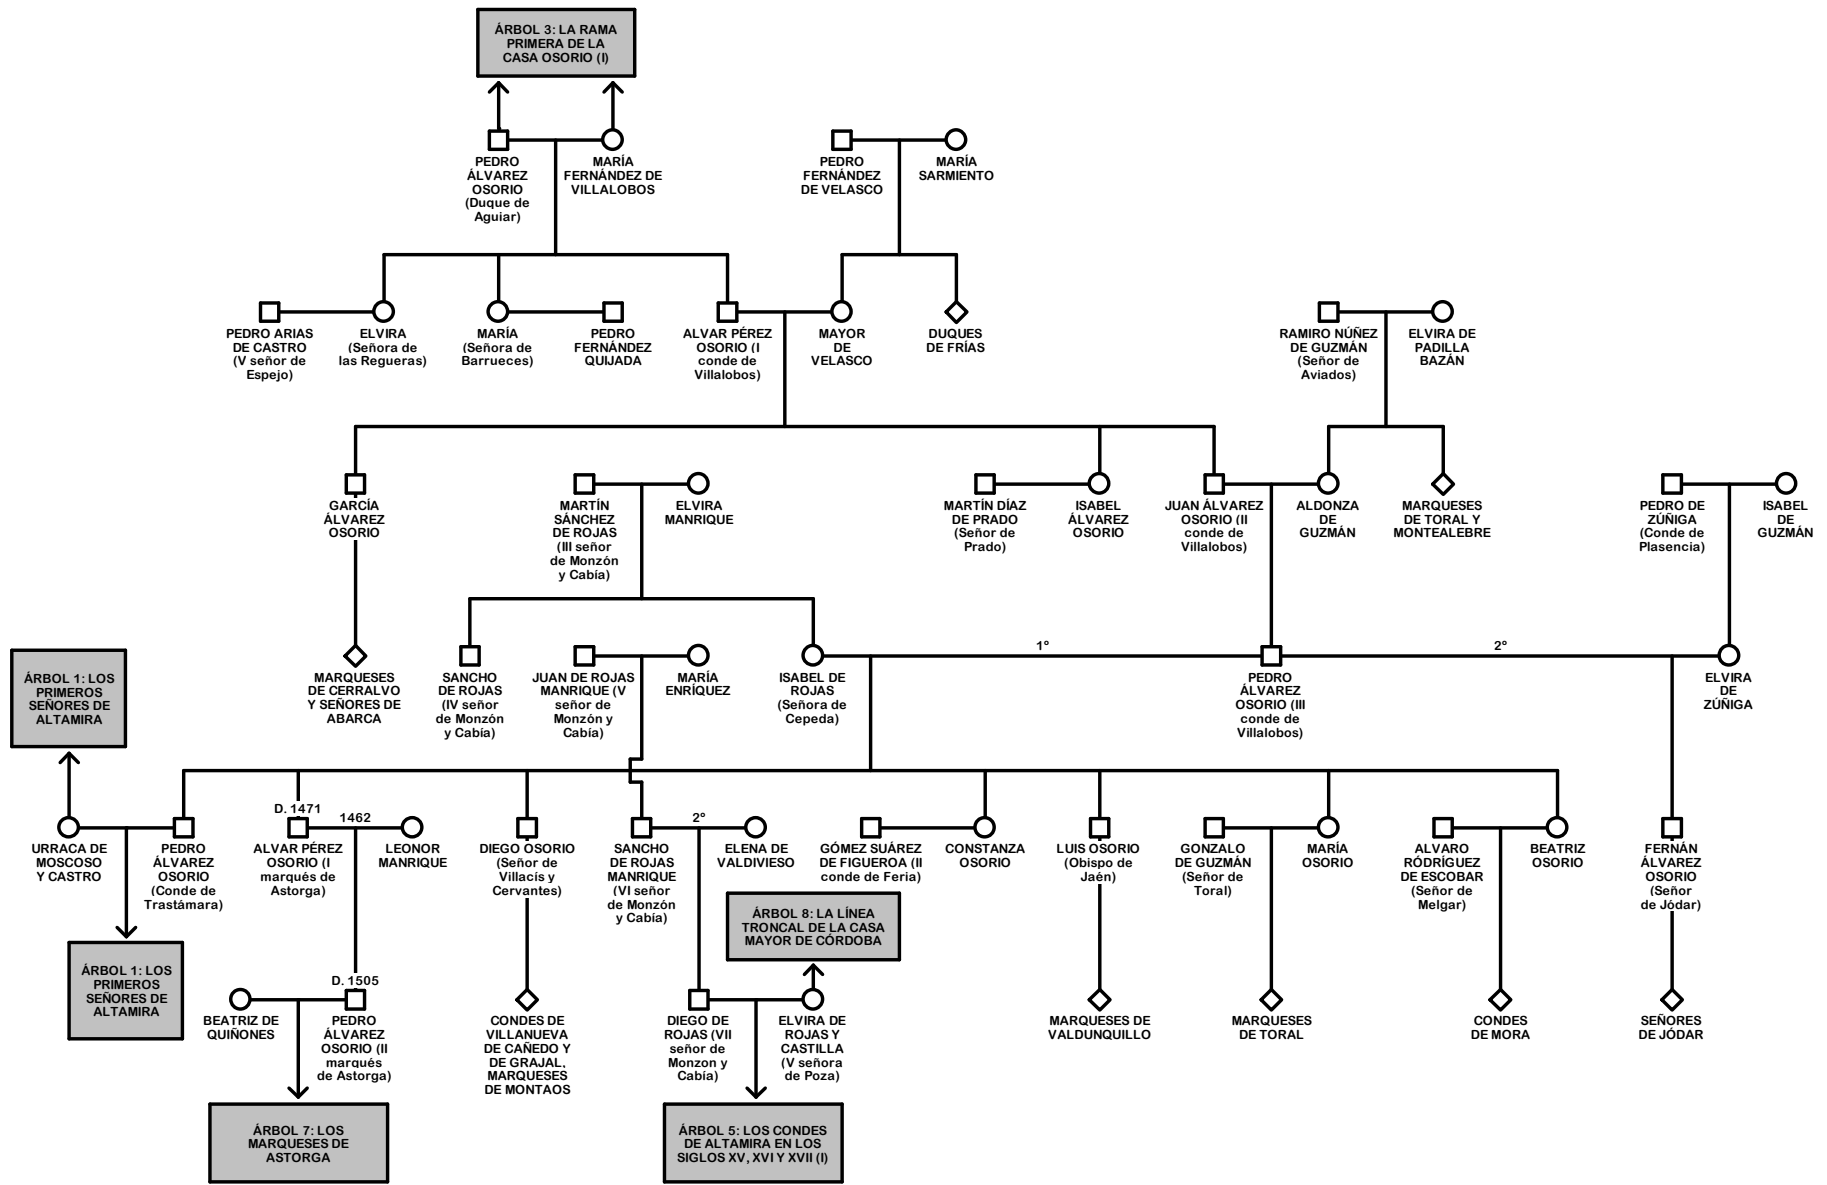 ÁRBOL 3: LA RAMA
PRIMERA DE LA
CASA OSORIO (I)
PEDRO
ÁLVAREZ
OSORIO
(Duque de
Aguiar)
MARÍA
FERNÁNDEZ DE
VILLALOBOS
PEDRO
FERNÁNDEZ
DE VELASCO
MARÍA
SARMIENTO
PEDRO ARIAS
DE CASTRO
(V señor de
Espejo)
ELVIRA
(Señora de
las Regueras)
MARÍA
(Señora de
Barrueces)
PEDRO
FERNÁNDEZ
QUIJADA
ALVAR PÉREZ
OSORIO (I
conde de
Villalobos)
MAYOR
DE
VELASCO
DUQUES
DE FRÍAS
RAMIRO NÚÑEZ
DE GUZMÁN
(Señor de
Aviados)
ELVIRA DE
PADILLA
BAZÁN
GARCÍA
ÁLVAREZ
OSORIO
MARTÍN
SÁNCHEZ
DE ROJAS
(III señor
de Monzón
y Cabía)
ELVIRA
MANRIQUE
MARTÍN DÍAZ
DE PRADO
(Señor de
Prado)
ISABEL
ÁLVAREZ
OSORIO
JUAN ÁLVAREZ
OSORIO (II
conde de
Villalobos)
ALDONZA
DE
GUZMÁN
MARQUESES
DE TORAL Y
MONTEALEBRE
PEDRO DE
ZÚÑIGA
(Conde de
Plasencia)
ISABEL
DE
GUZMÁN
1º
2º
MARQUESES
DE CERRALVO
Y SEÑORES DE
ABARCA
SANCHO
DE ROJAS
(IV señor
de Monzón
y Cabía)
JUAN DE ROJAS
MANRIQUE (V
señor de
Monzón y
Cabía)
MARÍA
ENRÍQUEZ
ISABEL DE
ROJAS
(Señora de
Cepeda)
PEDRO
ÁLVAREZ
OSORIO (III
conde de
Villalobos)
ELVIRA
DE
ZÚÑIGA
ÁRBOL 1: LOS
PRIMEROS
SEÑORES DE
ALTAMIRA
D. 1471
1462
2º
URRACA DE
MOSCOSO
Y CASTRO
PEDRO
ÁLVAREZ
OSORIO
(Conde de
Trastámara)
ALVAR PÉREZ
OSORIO (I
marqués de
Astorga)
LEONOR
MANRIQUE
DIEGO OSORIO
(Señor de
Villacís y
Cervantes)
SANCHO
DE ROJAS
MANRIQUE
(VI señor
de Monzón
y Cabía)
ELENA DE
VALDIVIESO
GÓMEZ SUÁREZ
DE FIGUEROA (II
conde de Feria)
CONSTANZA
OSORIO
LUIS OSORIO
(Obispo de
Jaén)
GONZALO
DE GUZMÁN
(Señor de
Toral)
MARÍA
OSORIO
ALVARO
RÓDRÍGUEZ
DE ESCOBAR
(Señor de
Melgar)
BEATRIZ
OSORIO
FERNÁN
ÁLVAREZ
OSORIO
(Señor
de Jódar)
ÁRBOL 8: LA LÍNEA
TRONCAL DE LA CASA
MAYOR DE CÓRDOBA
ÁRBOL 1: LOS
PRIMEROS
SEÑORES DE
ALTAMIRA
D. 1505
BEATRIZ DE
QUIÑONES
PEDRO
ÁLVAREZ
OSORIO (II
marqués
de Astorga)
CONDES DE
VILLANUEVA
DE CAÑEDO Y
DE GRAJAL,
MARQUESES
DE MONTAOS
DIEGO DE
ROJAS (VII
señor de
Monzon y
Cabía)
ELVIRA DE
ROJAS Y
CASTILLA
(V señora
de Poza)
MARQUESES DE
VALDUNQUILLO
MARQUESES
DE TORAL
CONDES
DE MORA
SEÑORES
DE JÓDAR
ÁRBOL 7: LOS
MARQUESES DE
ASTORGA
ÁRBOL 5: LOS CONDES
DE ALTAMIRA EN LOS
SIGLOS XV, XVI Y XVII (I)